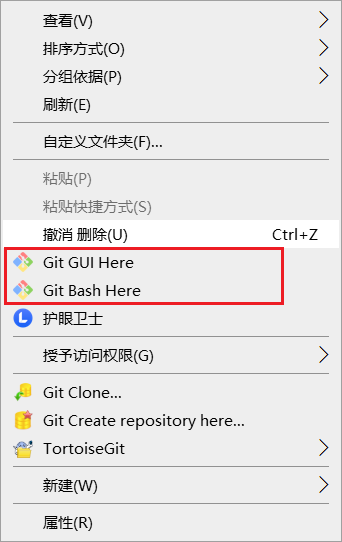 查看(V)
排序方式(O)
分组依据(P)
刷新(E)
自定义文件夹(F)...
粘贴(P)
粘贴快捷方式(S)
撤消 删除(U) Ctrl+Z
Git GUI Here
Git Bash Here
护眼卫士
授予访问权限(G)
Git Clone...
Git Create repository here...
TortoiseGit
新建(W)
属性(R)